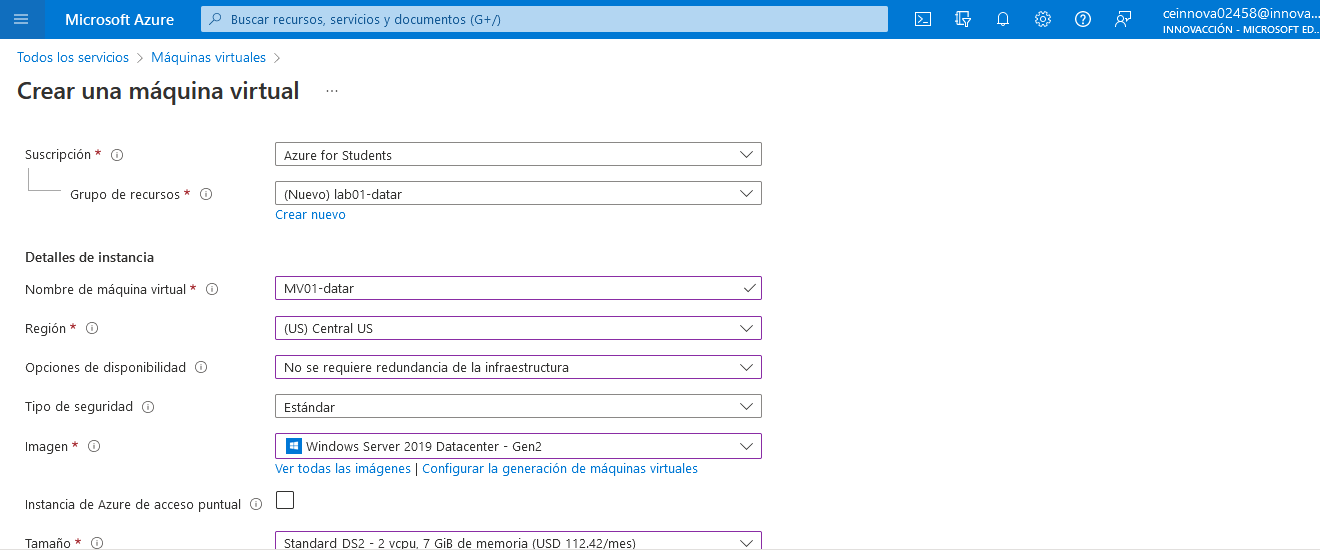 Microsoft Azure
Buscar recursos, servicios y documentos (G+/)
ceinnova02458@innova...
INNOVACCIÓN - MICROSOFT ED...
Todos los servicios > Máquinas virtuales >
Crear una máquina virtual ...
Suscripción * Azure for Students
Grupo de recursos * (Nuevo) lab01-datar
Crear nuevo
Detalles de instancia
Nombre de máquina virtual * MV01-datar
Región * (US) Central US
Opciones de disponibilidad No se requiere redundancia de la infraestructura
Tipo de seguridad Estándar
Imagen * Windows Server 2019 Datacenter - Gen2
Ver todas las imágenes | Configurar la generación de máquinas virtuales
Instancia de Azure de acceso puntual
Tamaño * Standard DS2 - 2 vcpu, 7 GiB de memoria (USD 112.42/mes)